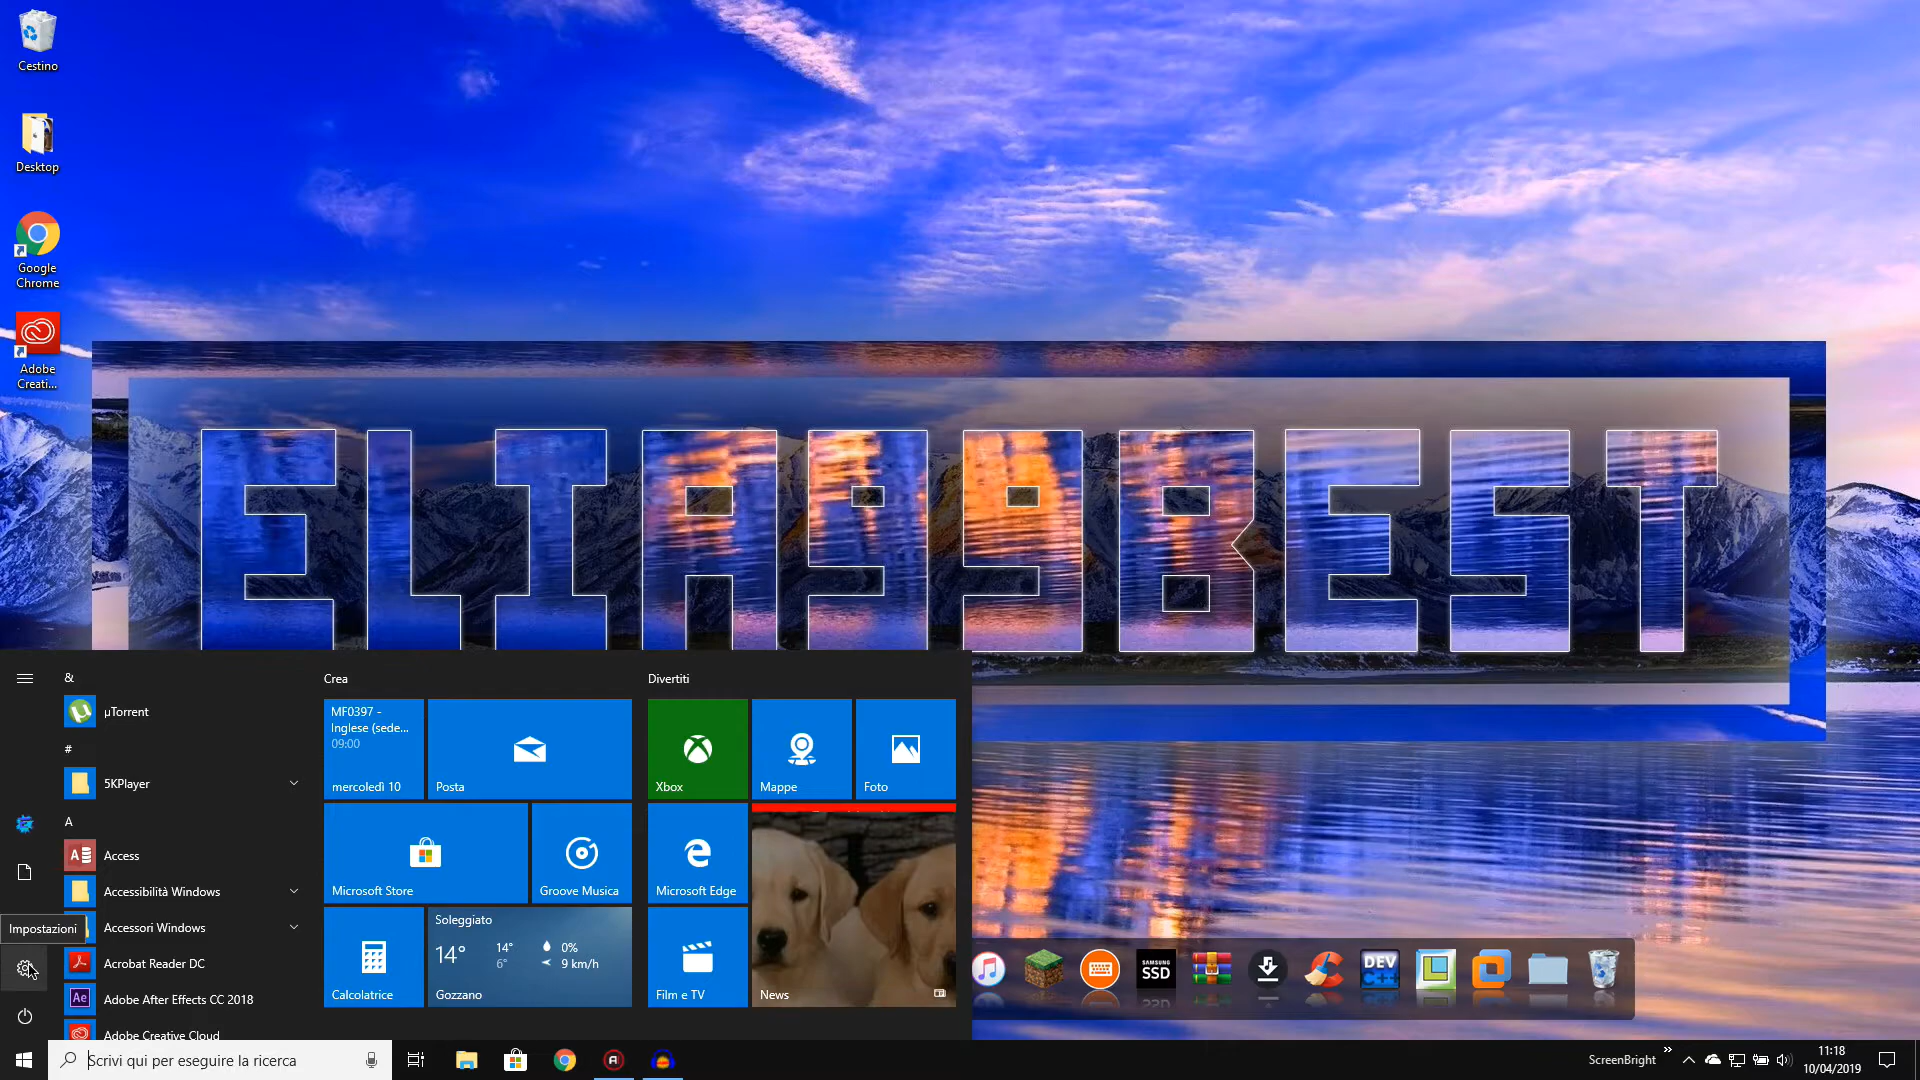 Cestino
Desktop
Google
Chrome
Adobe
Creati...
ELIA99BEST
&
µTorrent
#
5KPlayer
A
Access
Accessibilità Windows
Impostazioni
Accessori Windows
Acrobat Reader DC
Adobe After Effects CC 2018
Adobe Creative Cloud
Crea
MF0397 -
Inglese (sede...
09:00
mercoledì 10
Posta
Microsoft Store
Groove Musica
Calcolatrice
Soleggiato
14°
14°
6°
0%
9 km/h
Gozzano
Divertiti
Xbox
Mappe
Foto
Microsoft Edge
Film e TV
News
SAMSUNG
SSD
DEV
C++
Scrivi qui per eseguire la ricerca
ScreenBright
11:18
10/04/2019